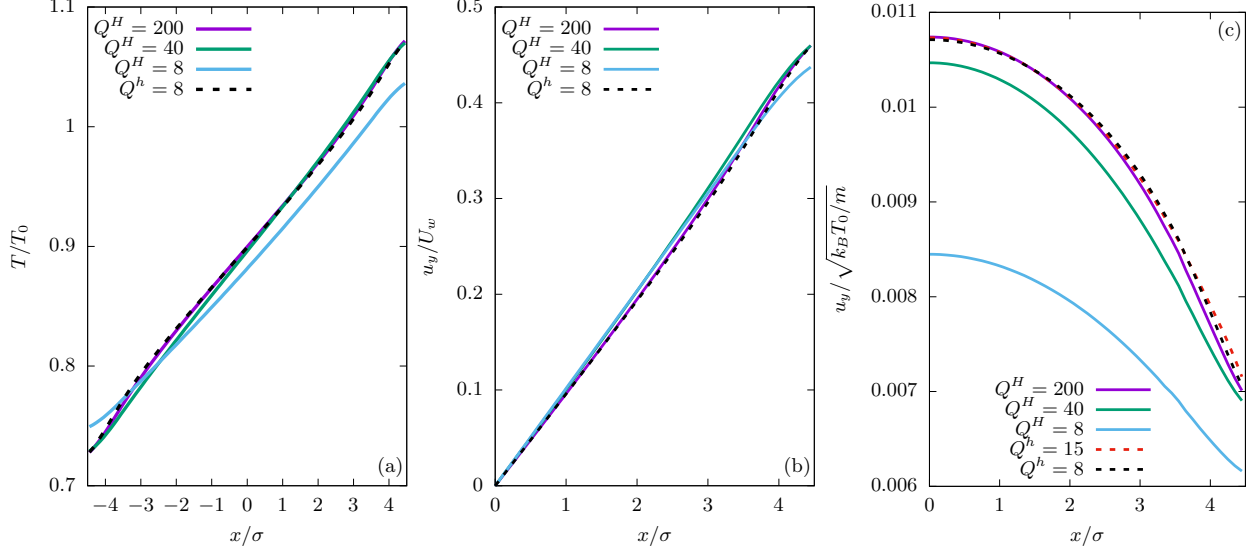 1.1
1
0.9
0.8
0.7
T/T₀
Q^H = 200
Q^H = 40
Q^H = 8
Q^h = 8
−4 −3 −2 −1 0 1 2 3 4
x/σ
(a)
0.5
0.4
0.3
0.2
0.1
0
u_y/U_w
Q^H = 200
Q^H = 40
Q^H = 8
Q^h = 8
0 1 2 3 4
x/σ
(b)
0.011
0.01
0.009
0.008
0.007
0.006
u_y/√k_BT₀/m
(c)
Q^H = 200
Q^H = 40
Q^H = 8
Q^h = 15
Q^h = 8
0 1 2 3 4
x/σ